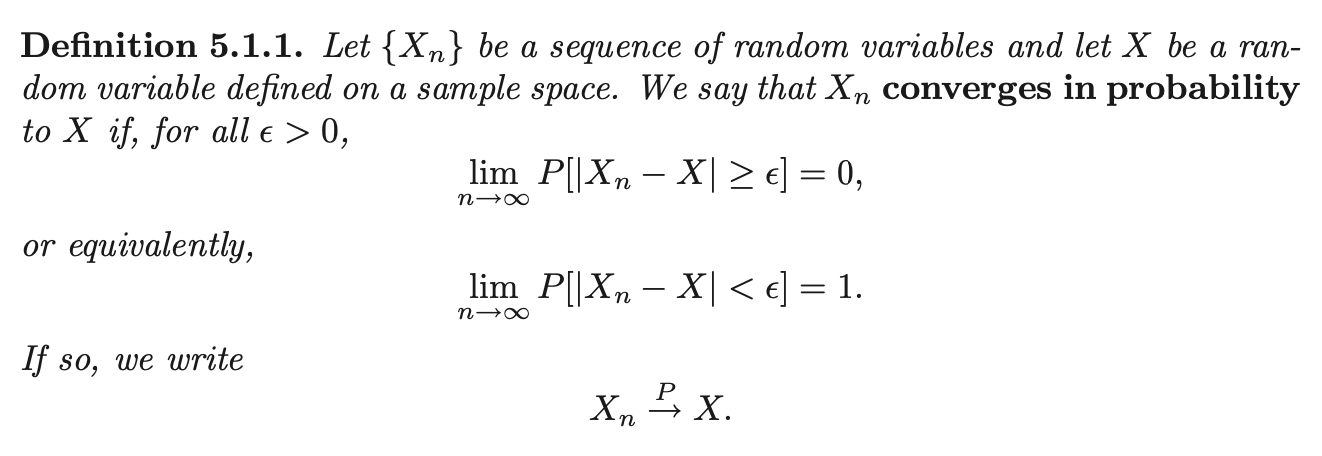 Definition 5.1.1. Let {Xₙ} be a sequence of random variables and let X be a ran-
dom variable defined on a sample space. We say that Xₙ converges in probability
to X if, for all ϵ > 0,
lim n→∞ P[|Xₙ − X| ≥ ϵ] = 0,
or equivalently,
lim n→∞ P[|Xₙ − X| < ϵ] = 1.
If so, we write
Xₙ →ᴾ X.